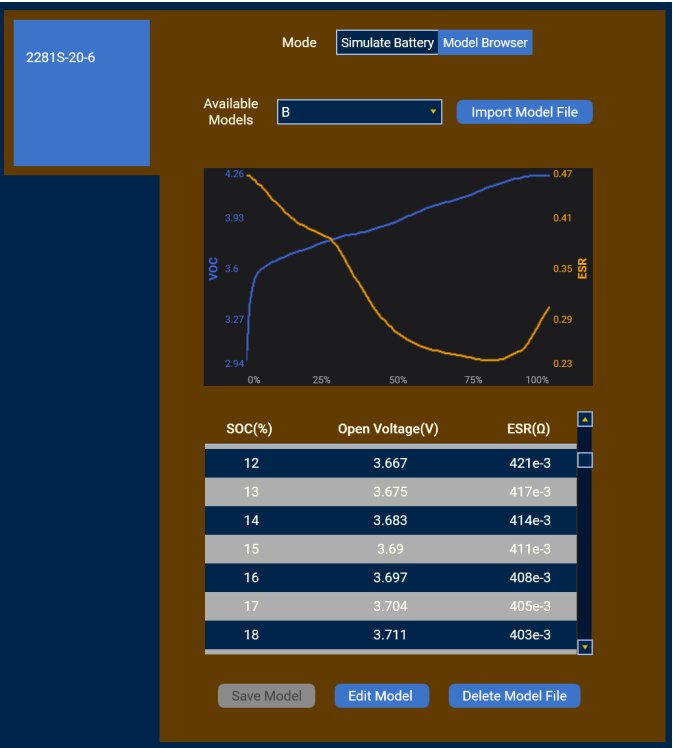 2281S-20-6
Mode Simulate Battery Model Browser
Available Models B Import Model File
4.26 0.47
3.93 0.41
VOC 3.6 0.35 ESR
3.27 0.29
2.94 0.23
0% 25% 50% 75% 100%
SOC(%) Open Voltage(V) ESR(Ω)
12 3.667 421e-3
13 3.675 417e-3
14 3.683 414e-3
15 3.69 411e-3
16 3.697 408e-3
17 3.704 405e-3
18 3.711 403e-3
Save Model Edit Model Delete Model File